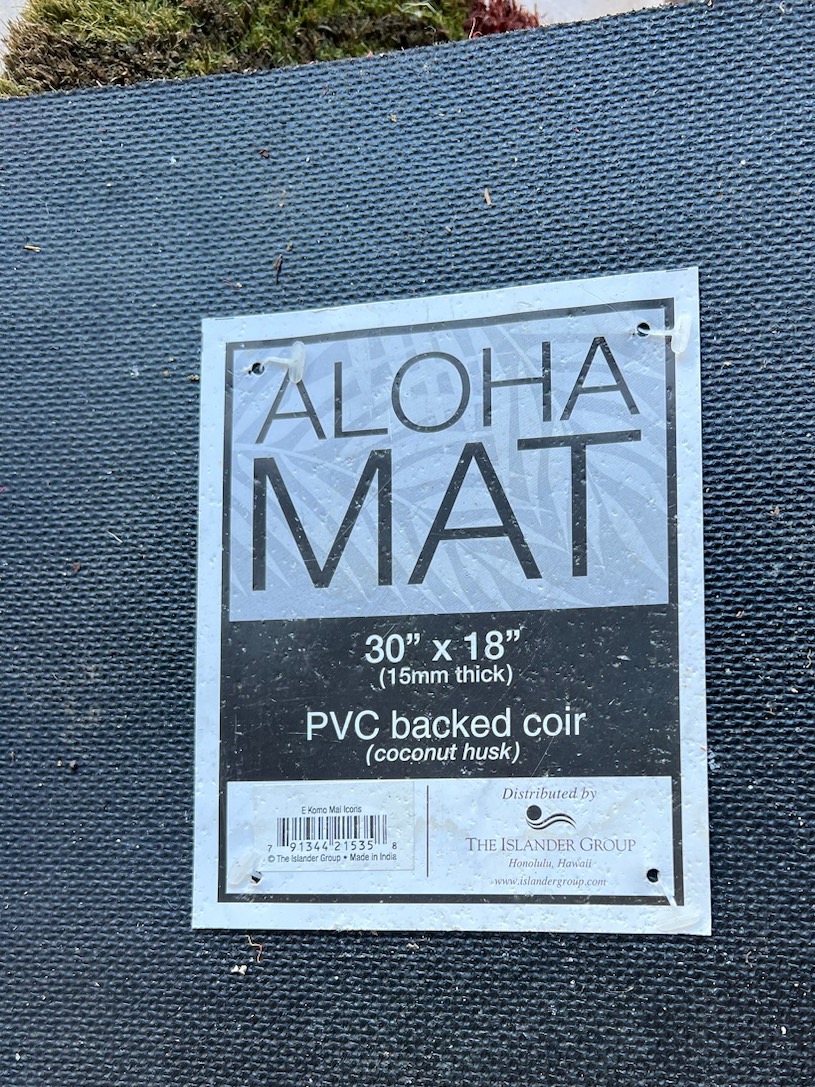 ALOHA
MAT
30” x 18”
(15mm thick)
PVC backed coir
(coconut husk)
E Komo Mai Icons
7 91344 21535 8
© The Islander Group • Made in India
Distributed by
THE ISLANDER GROUP
Honolulu, Hawaii
www.islandergroup.com